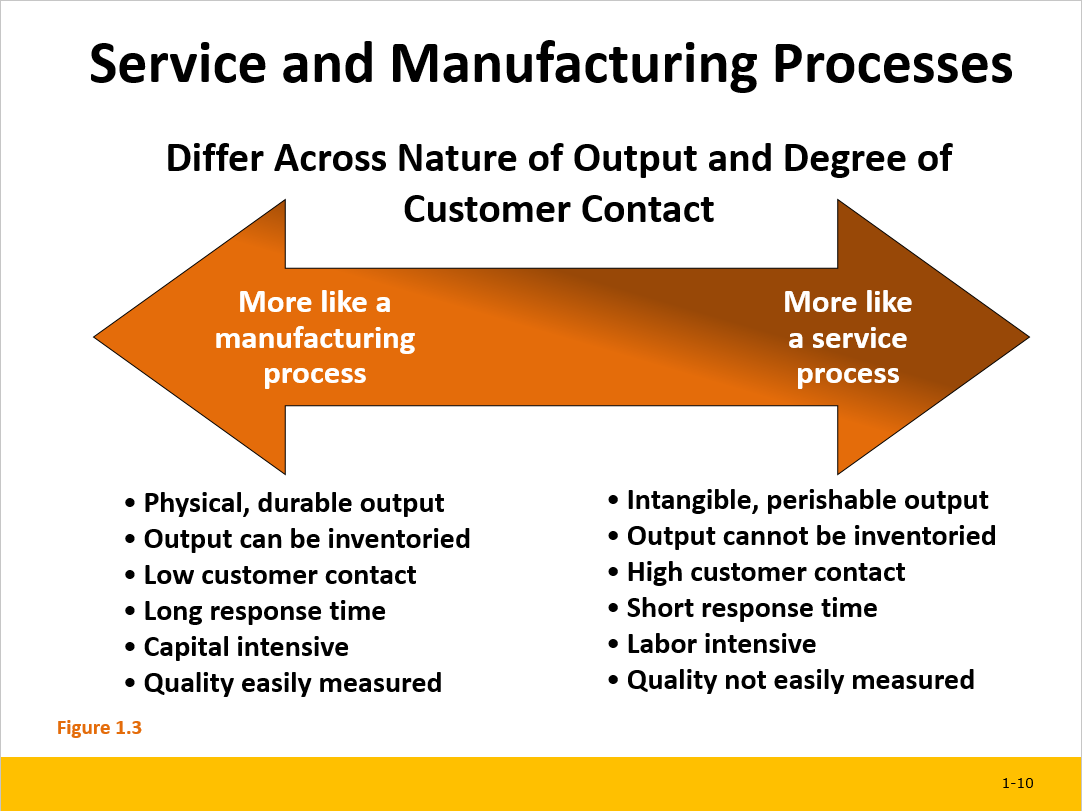 Service and Manufacturing Processes
Differ Across Nature of Output and Degree of
Customer Contact
More like a
manufacturing
process
More like
a service
process
• Physical, durable output
• Output can be inventoried
• Low customer contact
• Long response time
• Capital intensive
• Quality easily measured
• Intangible, perishable output
• Output cannot be inventoried
• High customer contact
• Short response time
• Labor intensive
• Quality not easily measured
Figure 1.3
1-10